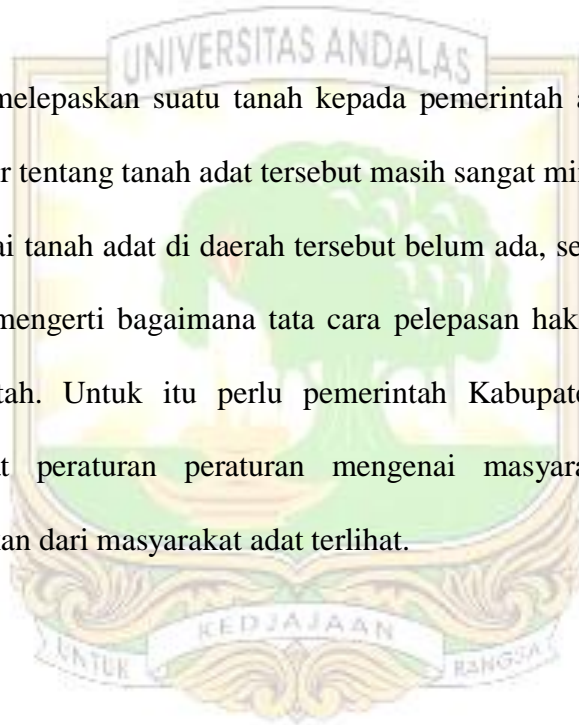 UNIVERSITAS ANDALAS
melepaskan suatu tanah kepada pemerintah a
r tentang tanah adat tersebut masih sangat mi
ai tanah adat di daerah tersebut belum ada, se
mengerti bagaimana tata cara pelepasan hak
tah. Untuk itu perlu pemerintah Kabupat
t peraturan peraturan mengenai masyara
an dari masyarakat adat terlihat.
UNTUK KEDJAJAAN BANGSA